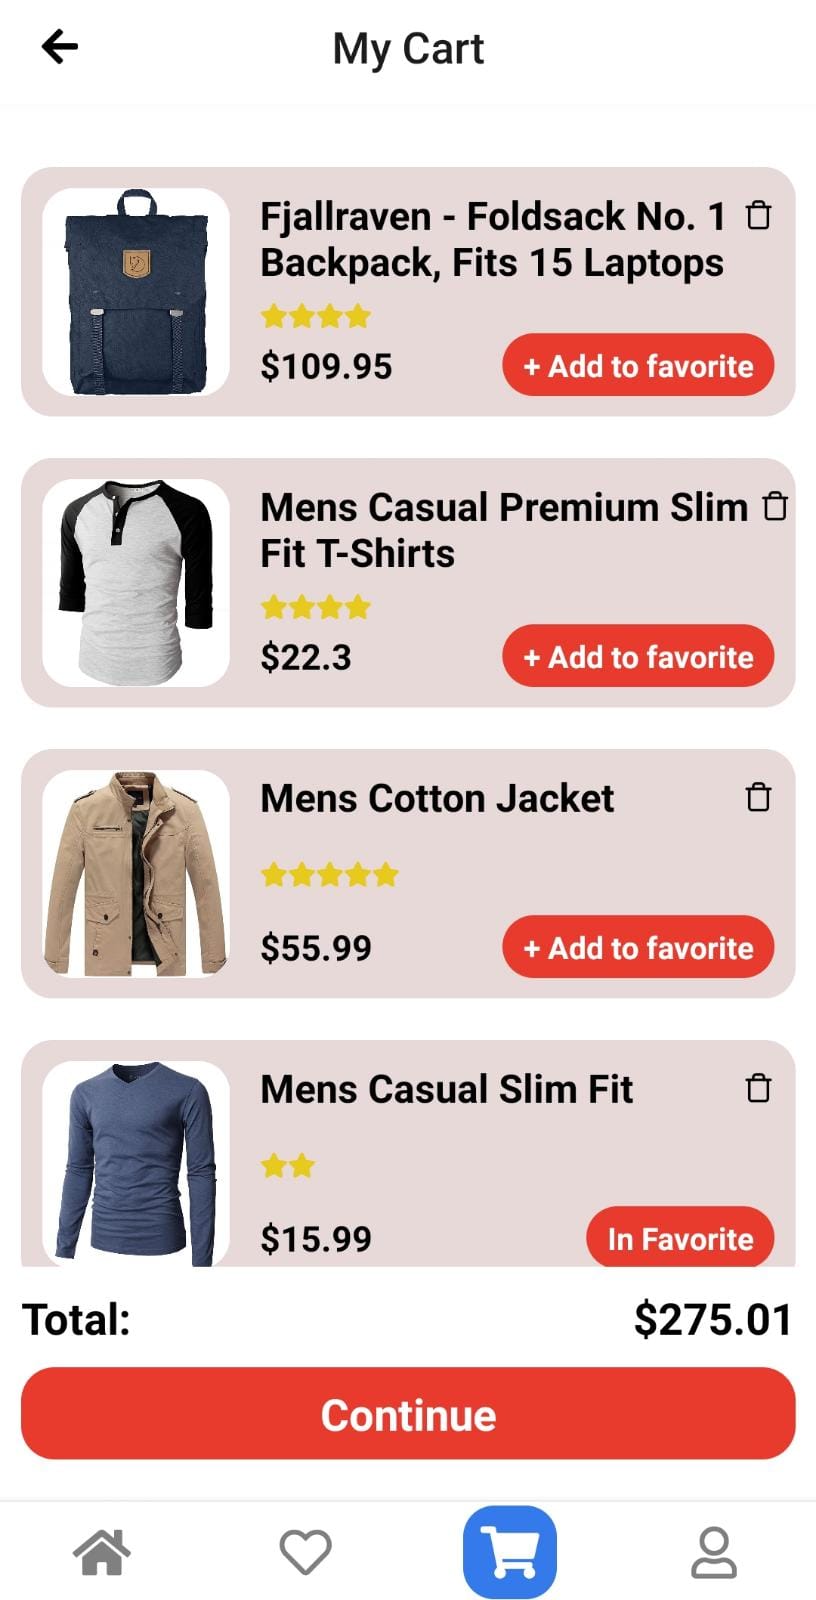 My Cart
Fjallraven - Foldsack No. 1
Backpack, Fits 15 Laptops
$109.95
+ Add to favorite
Mens Casual Premium Slim
Fit T-Shirts
$22.3
+ Add to favorite
Mens Cotton Jacket
$55.99
+ Add to favorite
Mens Casual Slim Fit
$15.99
In Favorite
Total:
$275.01
Continue